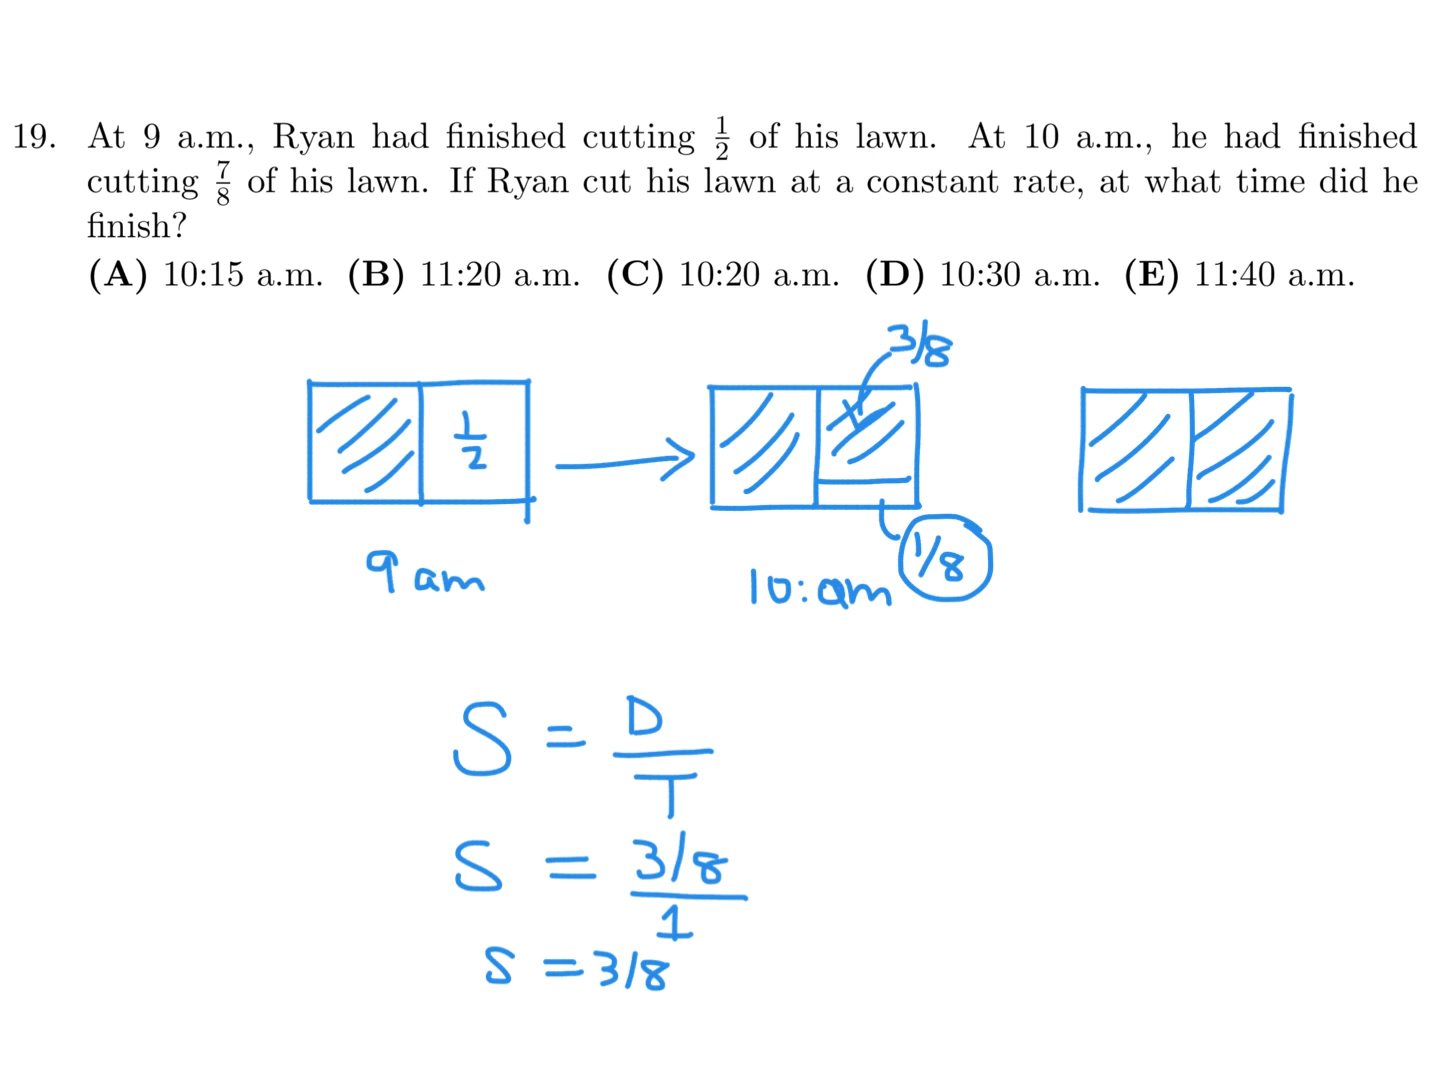 19. At 9 a.m., Ryan had finished cutting 1/2 of his lawn. At 10 a.m., he had finished
cutting 7/8 of his lawn. If Ryan cut his lawn at a constant rate, at what time did he
finish?
(A) 10:15 a.m. (B) 11:20 a.m. (C) 10:20 a.m. (D) 10:30 a.m. (E) 11:40 a.m.
3/8
1/2
1/8
9 am
10:am
S = D/T
S = 3/8/1
S = 3/8